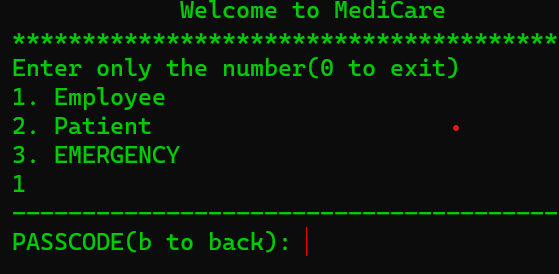 Welcome to MediCare
****************************************
Enter only the number(0 to exit)
1. Employee
2. Patient
3. EMERGENCY
1
----------------------------------------
PASSCODE(b to back):